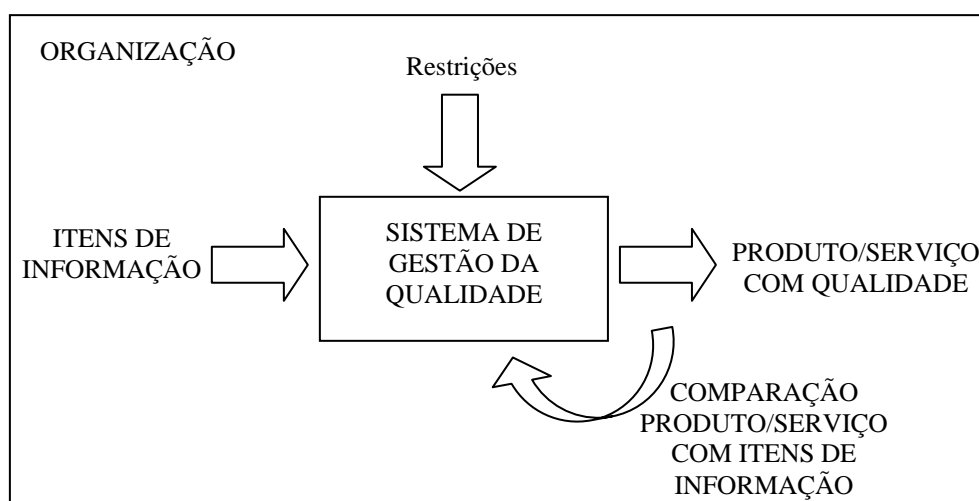 ORGANIZAÇÃO
Restrições
ITENS DE
INFORMAÇÃO
SISTEMA DE
GESTÃO DA
QUALIDADE
PRODUTO/SERVIÇO
COM QUALIDADE
COMPARAÇÃO
PRODUTO/SERVIÇO
COM ITENS DE
INFORMAÇÃO